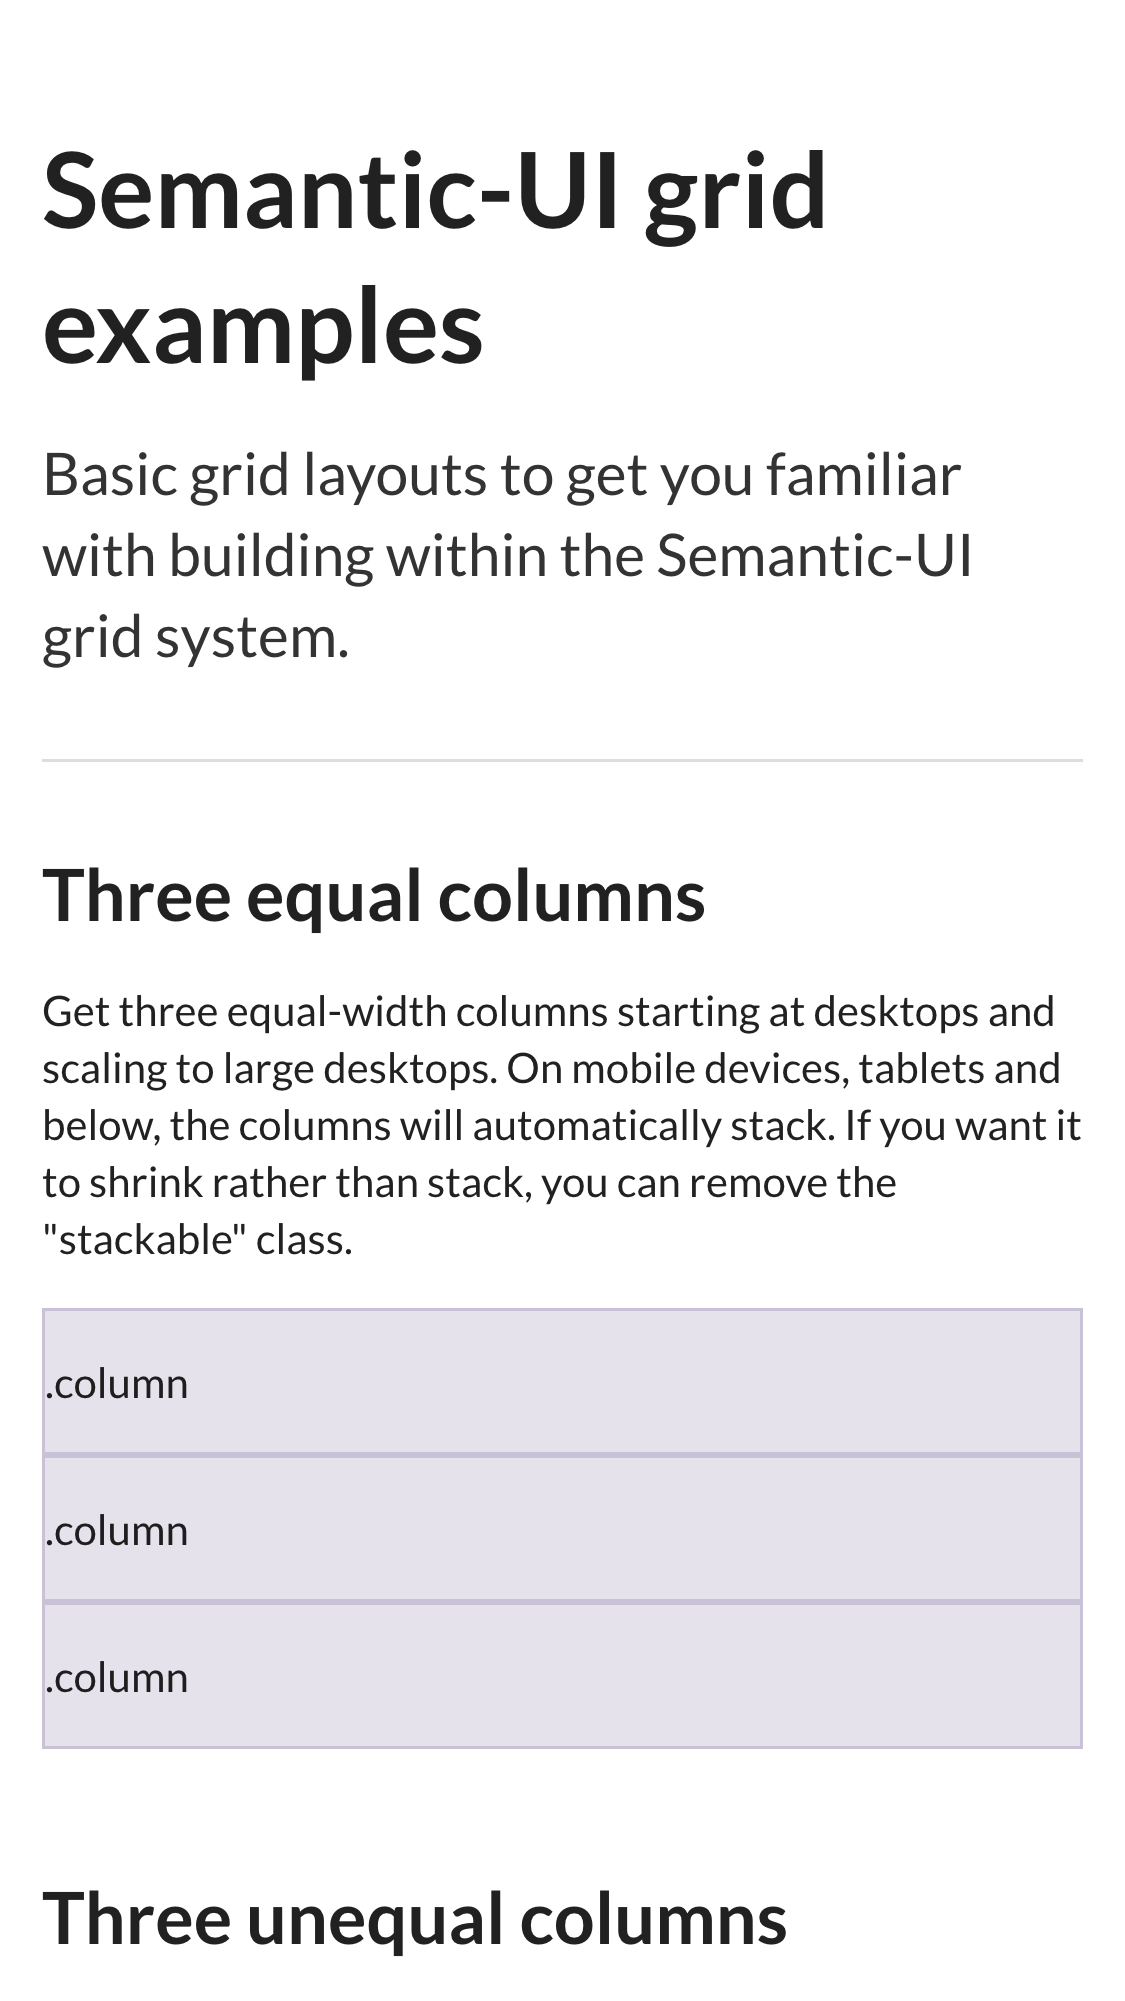 Semantic-UI grid
examples
Basic grid layouts to get you familiar
with building within the Semantic-UI
grid system.
Three equal columns
Get three equal-width columns starting at desktops and
scaling to large desktops. On mobile devices, tablets and
below, the columns will automatically stack. If you want it
to shrink rather than stack, you can remove the
"stackable" class.
.column
.column
.column
Three unequal columns